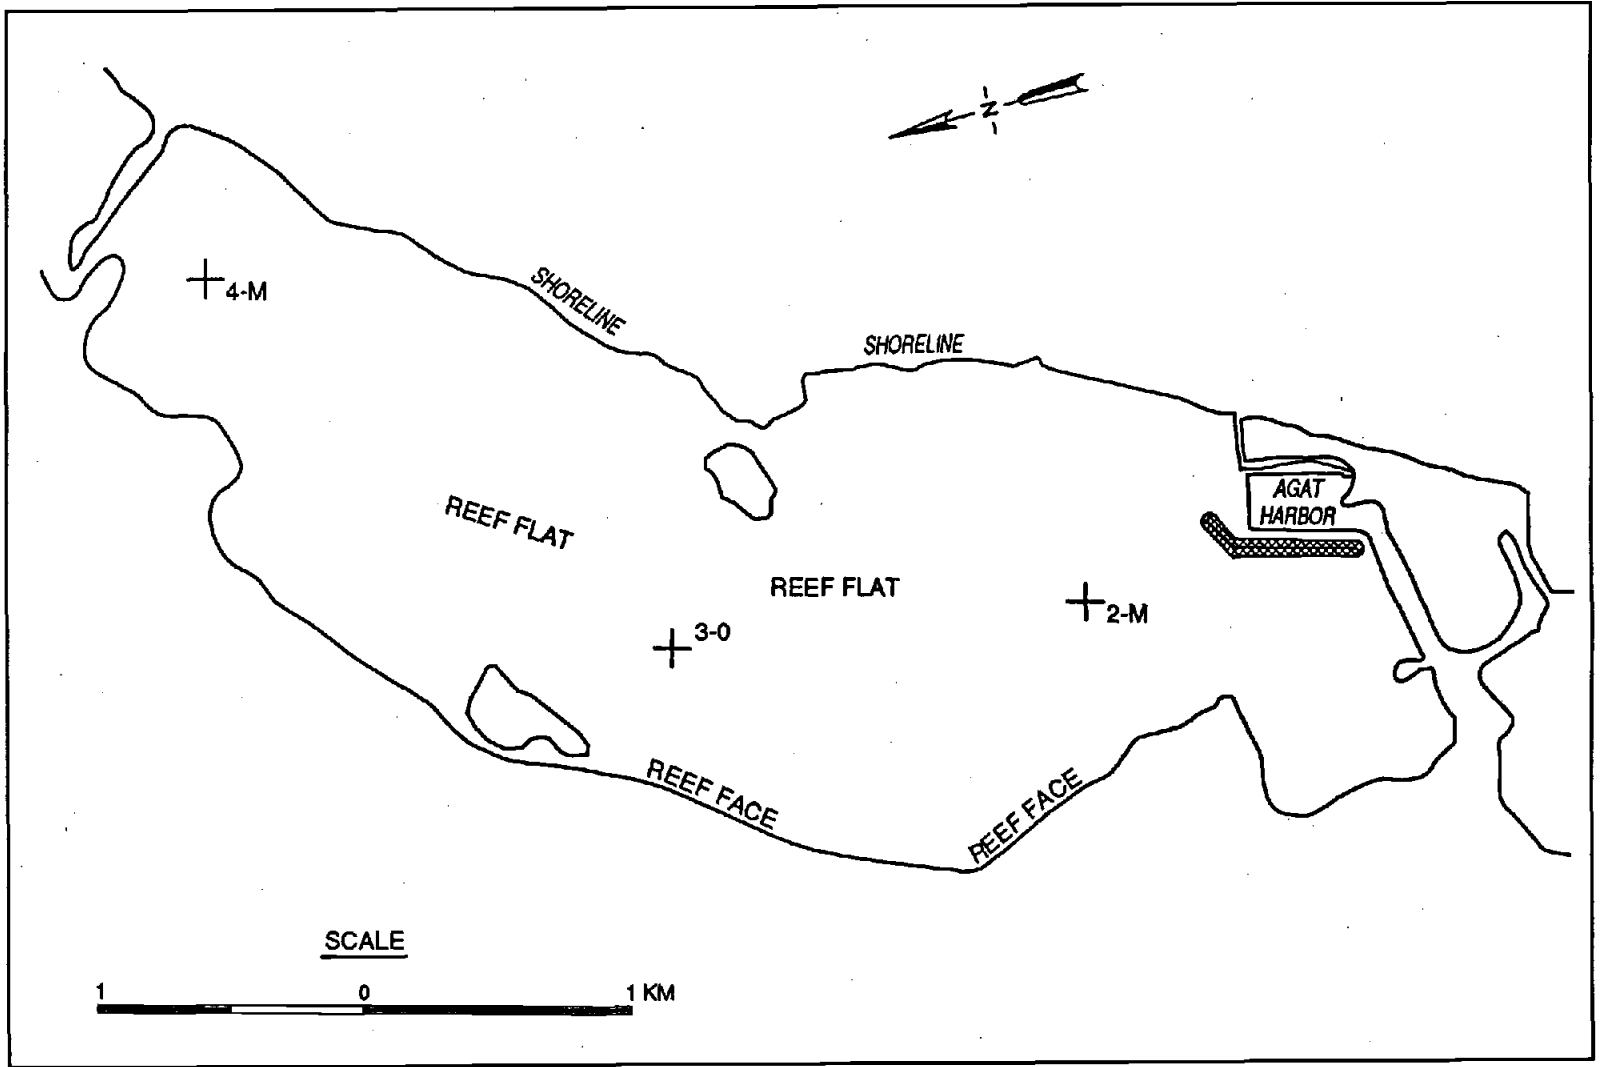 N
4-M
SHORELINE
SHORELINE
AGAT
HARBOR
REEF FLAT
REEF FLAT
2-M
3-0
REEF FACE
REEF FACE
SCALE
1 0 1 KM